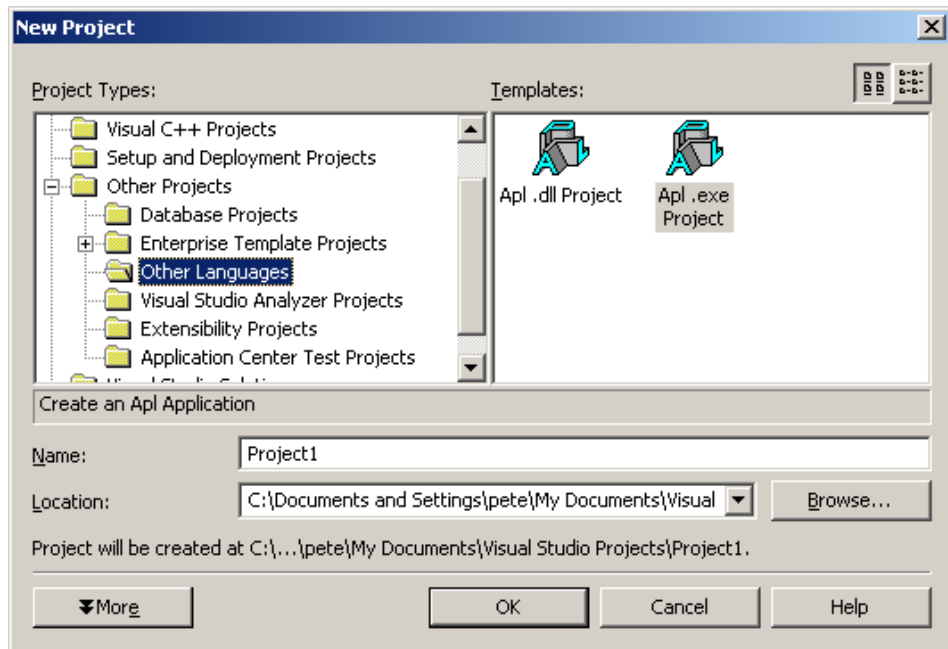 New Project
Project Types:
Templates:
Visual C++ Projects
Setup and Deployment Projects
Other Projects
Database Projects
Enterprise Template Projects
Other Languages
Visual Studio Analyzer Projects
Extensibility Projects
Application Center Test Projects
Apl .dll Project
Apl .exe
Project
Create an Apl Application
Name:
Project1
Location:
C:\Documents and Settings\pete\My Documents\Visual
Browse...
Project will be created at C:\...\pete\My Documents\Visual Studio Projects\Project1.
More
OK
Cancel
Help